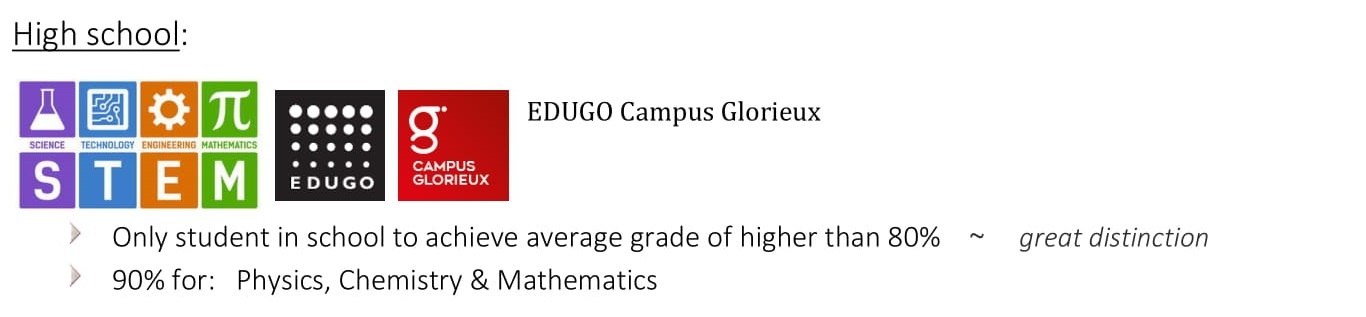 High school:
SCIENCE TECHNOLOGY ENGINEERING MATHEMATICS
S T E M
π
EDUGO
g
CAMPUS
GLORIEUX
EDUGO Campus Glorieux
Only student in school to achieve average grade of higher than 80% ~ great distinction
90% for: Physics, Chemistry & Mathematics